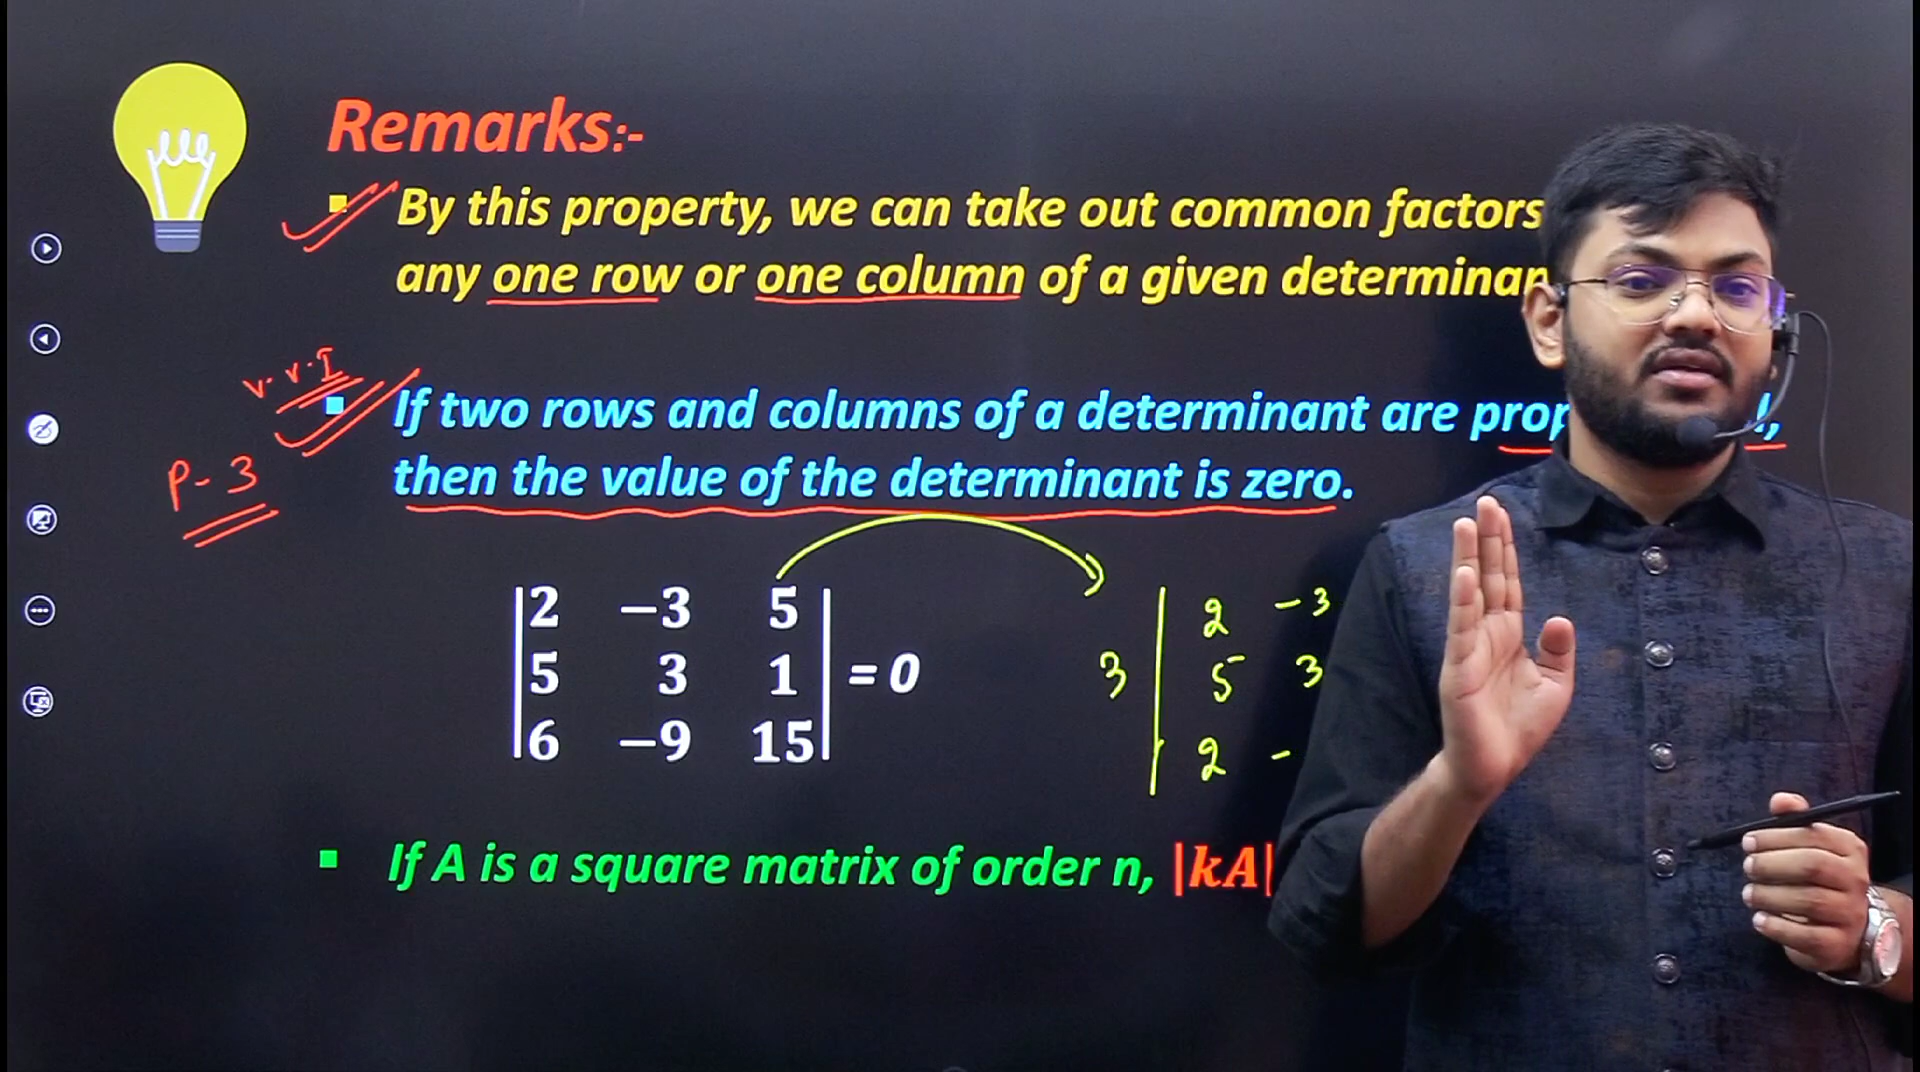 Remarks:-
By this property, we can take out common factors
any one row or one column of a given determinan
v.v.I
If two rows and columns of a determinant are prop
P-3
then the value of the determinant is zero.
2 -3 5
5 3 1 = 0
6 -9 15
2 -3
3 5 3
2 -
If A is a square matrix of order n, |kA|